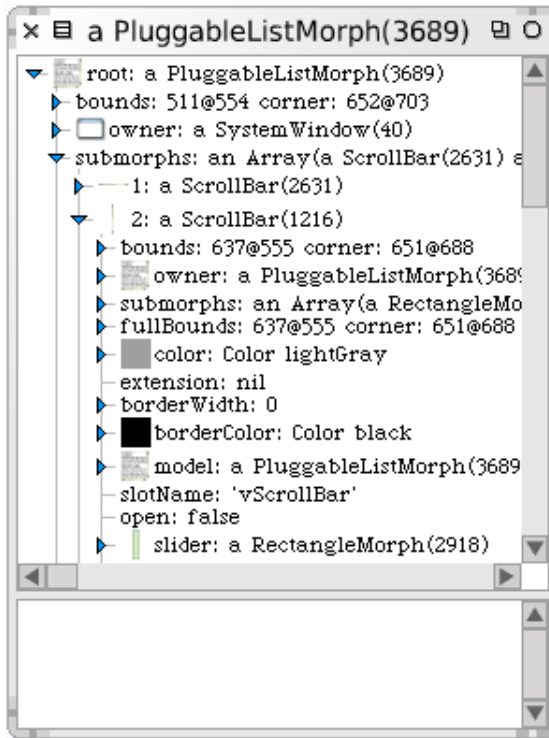 a PluggableListMorph(3689)
root: a PluggableListMorph(3689)
bounds: 511@554 corner: 652@703
owner: a SystemWindow(40)
submorphs: an Array(a ScrollBar(2631) a
1: a ScrollBar(2631)
2: a ScrollBar(1216)
bounds: 637@555 corner: 651@688
owner: a PluggableListMorph(3689
submorphs: an Array(a RectangleMo
fullBounds: 637@555 corner: 651@688
color: Color lightGray
extension: nil
borderWidth: 0
borderColor: Color black
model: a PluggableListMorph(3689
slotName: 'vScrollBar'
open: false
slider: a RectangleMorph(2918)